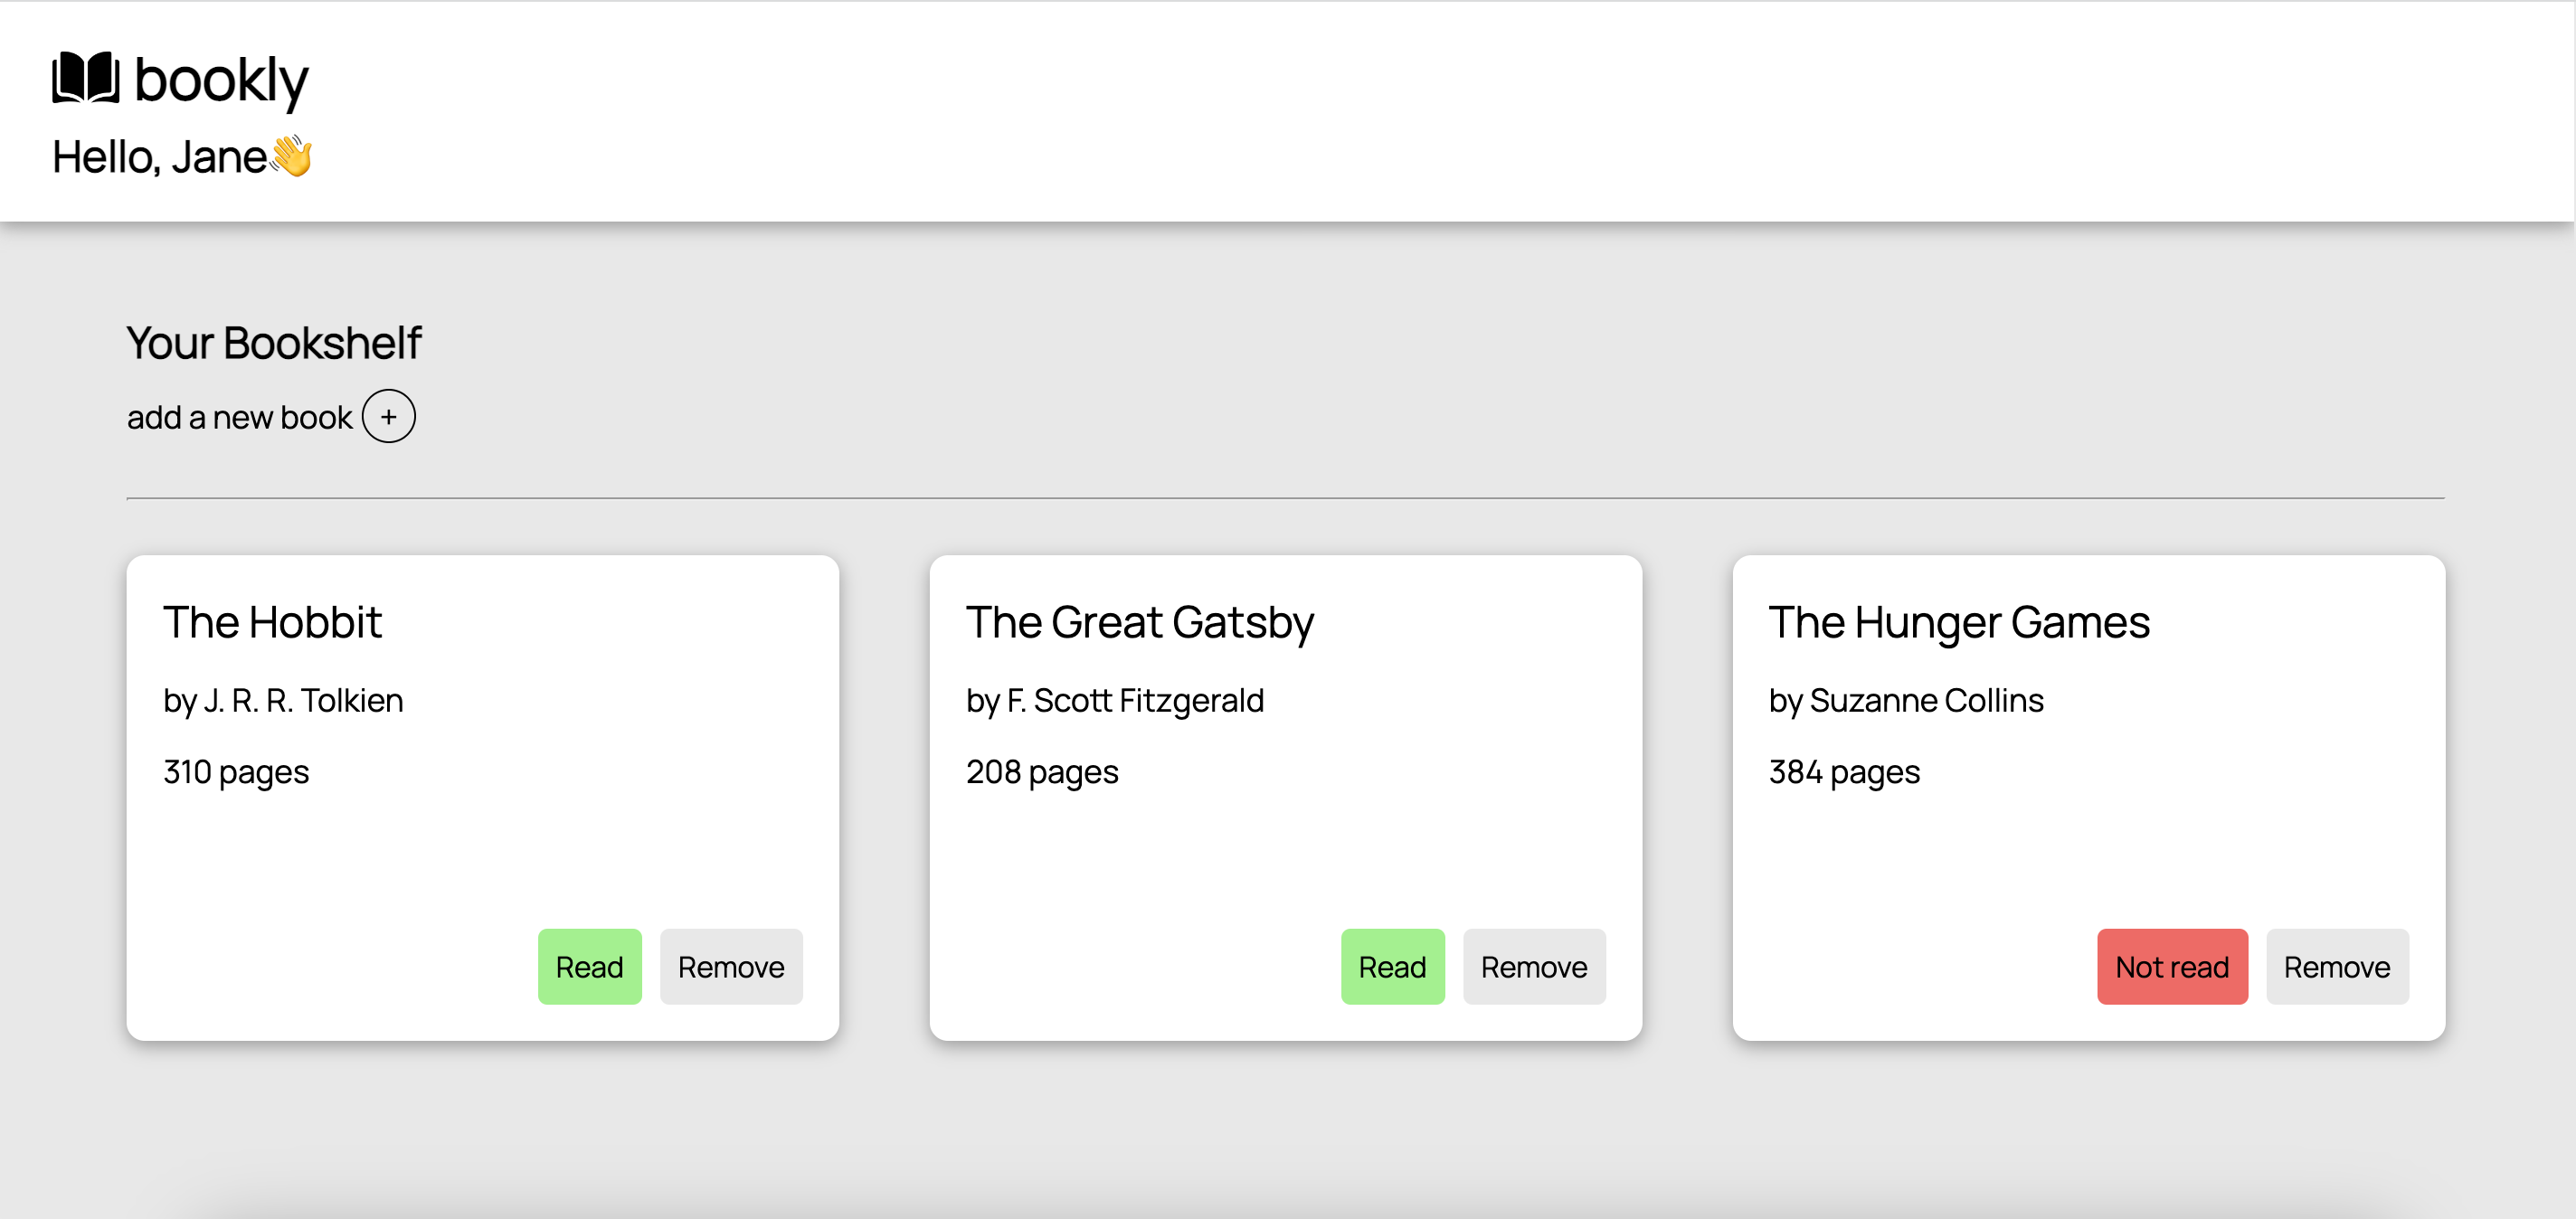 bookly
Hello, Jane👋
Your Bookshelf
add a new book +
The Hobbit
by J. R. R. Tolkien
310 pages
Read
Remove
The Great Gatsby
by F. Scott Fitzgerald
208 pages
Read
Remove
The Hunger Games
by Suzanne Collins
384 pages
Not read
Remove